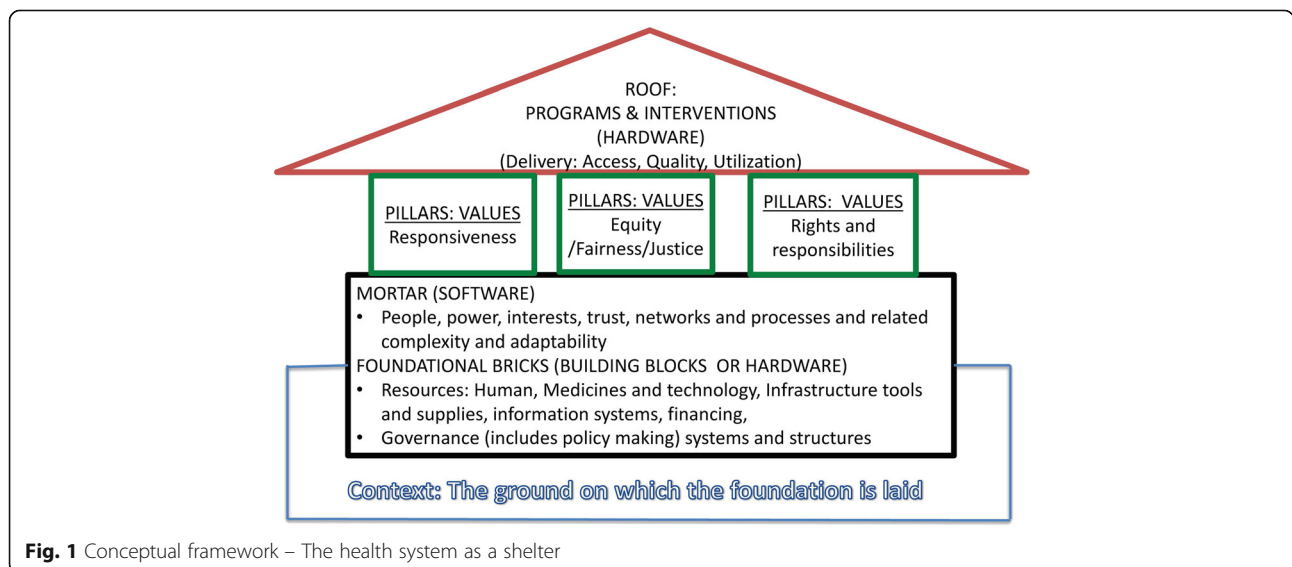 ROOF:
PROGRAMS & INTERVENTIONS
(HARDWARE)
(Delivery: Access, Quality, Utilization)
PILLARS: VALUES
Responsiveness
PILLARS: VALUES
Equity
/Fairness/Justice
PILLARS: VALUES
Rights and
responsibilities
MORTAR (SOFTWARE)
• People, power, interests, trust, networks and processes and related
complexity and adaptability
FOUNDATIONAL BRICKS (BUILDING BLOCKS OR HARDWARE)
• Resources: Human, Medicines and technology, Infrastructure tools
and supplies, information systems, financing,
• Governance (includes policy making) systems and structures
Context: The ground on which the foundation is laid
Fig. 1 Conceptual framework – The health system as a shelter